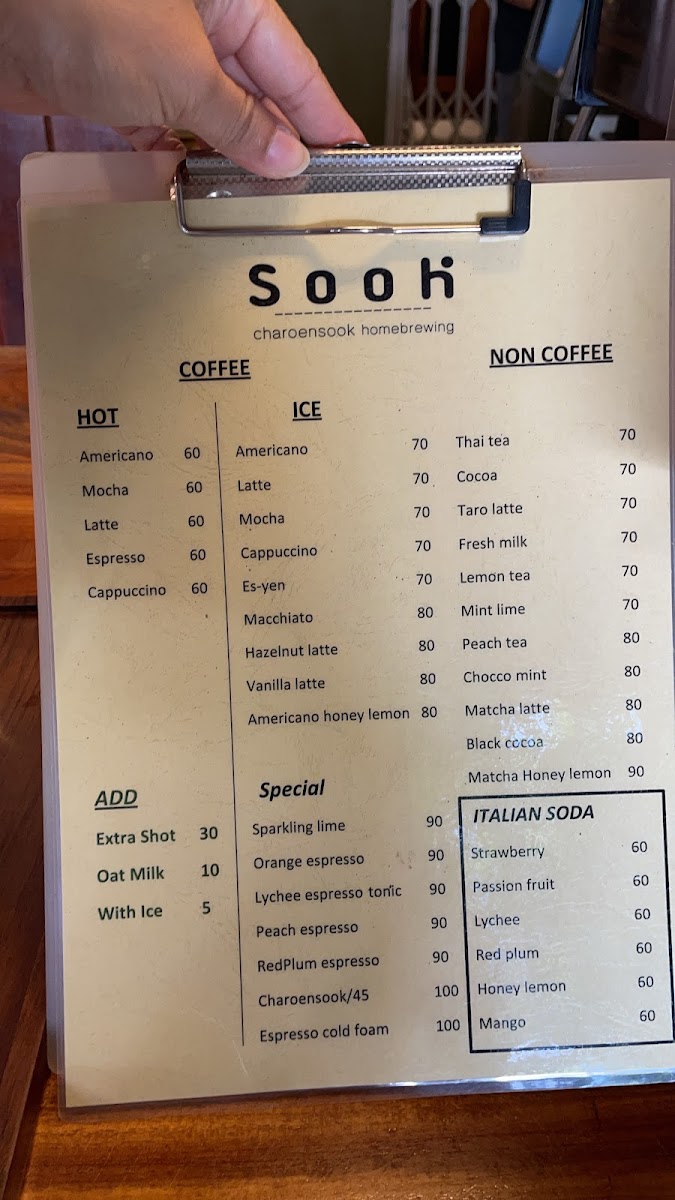 Sook
charoensook homebrewing
COFFEE
HOT
Americano 60
Mocha 60
Latte 60
Espresso 60
Cappuccino 60
ICE
Americano 70
Latte 70
Mocha 70
Cappuccino 70
Es-yen 70
Macchiato 80
Hazelnut latte 80
Vanilla latte 80
Americano honey lemon 80
NON COFFEE
Thai tea 70
Cocoa 70
Taro latte 70
Fresh milk 70
Lemon tea 70
Mint lime 70
Peach tea 80
Chocco mint 80
Matcha latte 80
Black cocoa 80
Matcha Honey lemon 90
ADD
Extra Shot 30
Oat Milk 10
With Ice 5
Special
Sparkling lime 90
Orange espresso 90
Lychee espresso tonic 90
Peach espresso 90
RedPlum espresso 90
Charoensook/45 100
Espresso cold foam 100
ITALIAN SODA
Strawberry 60
Passion fruit 60
Lychee 60
Red plum 60
Honey lemon 60
Mango 60